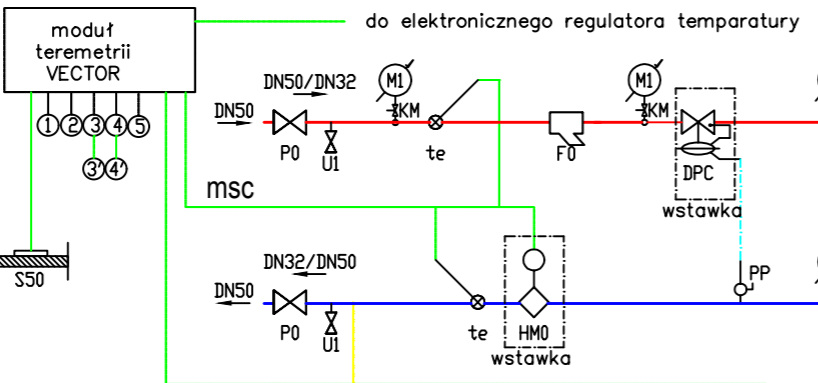 do elektronicznego regulatora temparatury
moduł
teremetrii
VECTOR
DN50/DN32
M1
M1
KM
KM
DN50
1
2
3
4
5
P0
U1
te
F0
DPC
3'
4'
msc
wstawka
S50
DN32/DN50
PP
DN50
P0
U1
te
HM0
wstawka